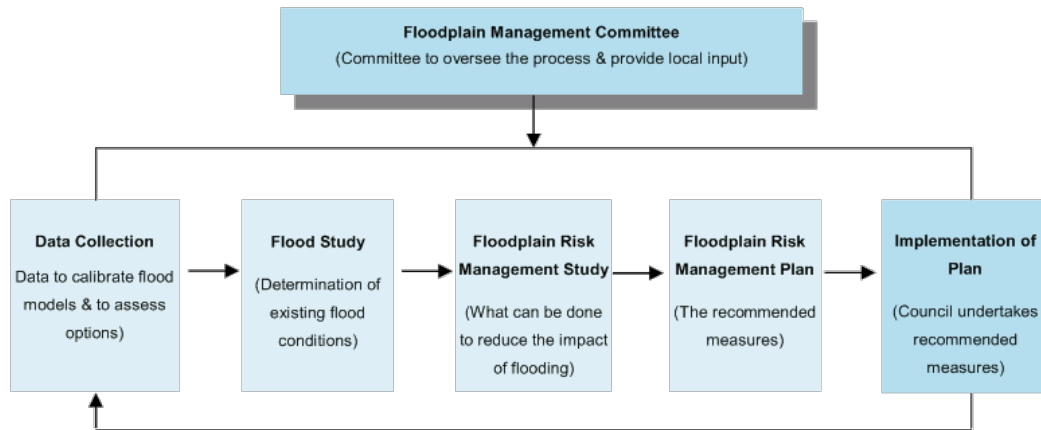 Floodplain Management Committee
(Committee to oversee the process & provide local input)
Data Collection
Data to calibrate flood
models & to assess
options)
Flood Study
(Determination of
existing flood
conditions)
Floodplain Risk
Management Study
(What can be done
to reduce the impact
of flooding)
Floodplain Risk
Management Plan
(The recommended
measures)
Implementation of
Plan
(Council undertakes
recommended
measures)